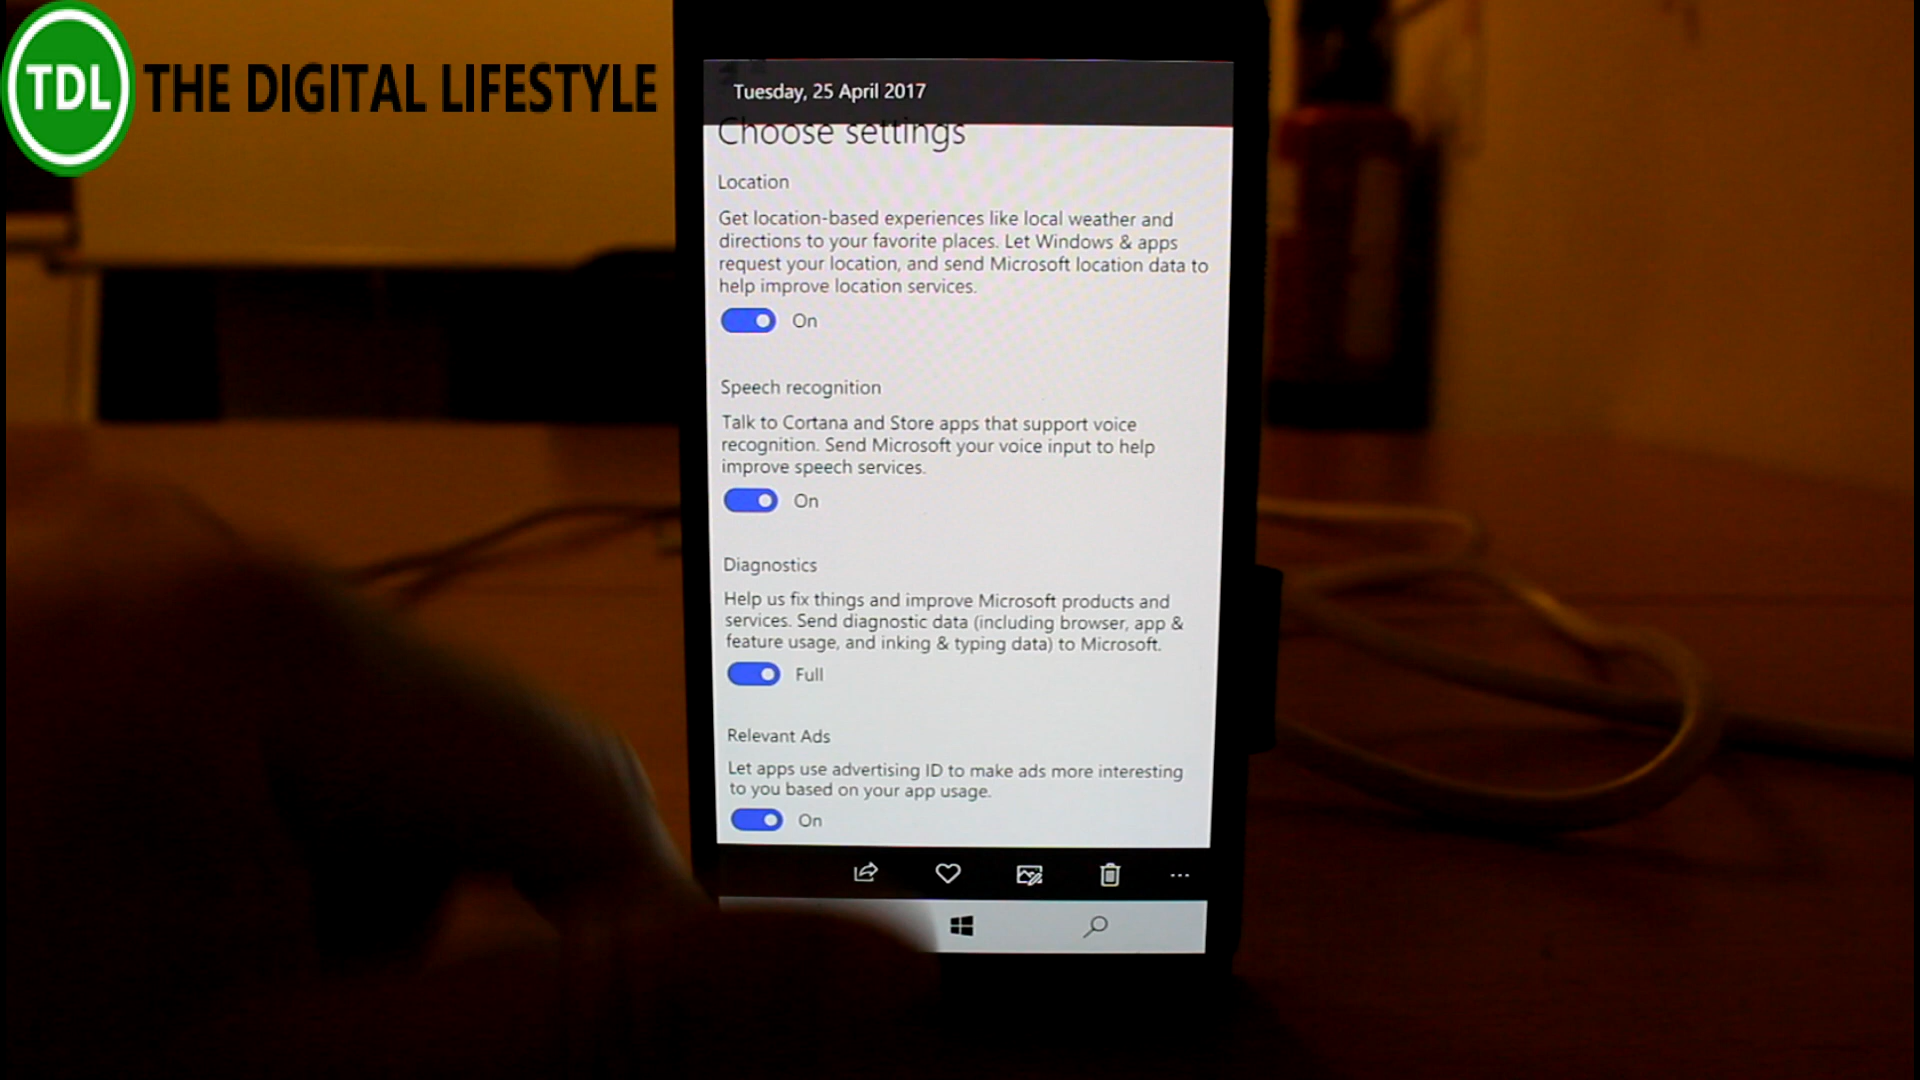 TDL THE DIGITAL LIFESTYLE
Tuesday, 25 April 2017
Choose settings
Location
Get location-based experiences like local weather and
directions to your favorite places. Let Windows & apps
request your location, and send Microsoft location data to
help improve location services.
On
Speech recognition
Talk to Cortana and Store apps that support voice
recognition. Send Microsoft your voice input to help
improve speech services.
On
Diagnostics
Help us fix things and improve Microsoft products and
services. Send diagnostic data (including browser, app &
feature usage, and inking & typing data) to Microsoft.
Full
Relevant Ads
Let apps use advertising ID to make ads more interesting
to you based on your app usage.
On